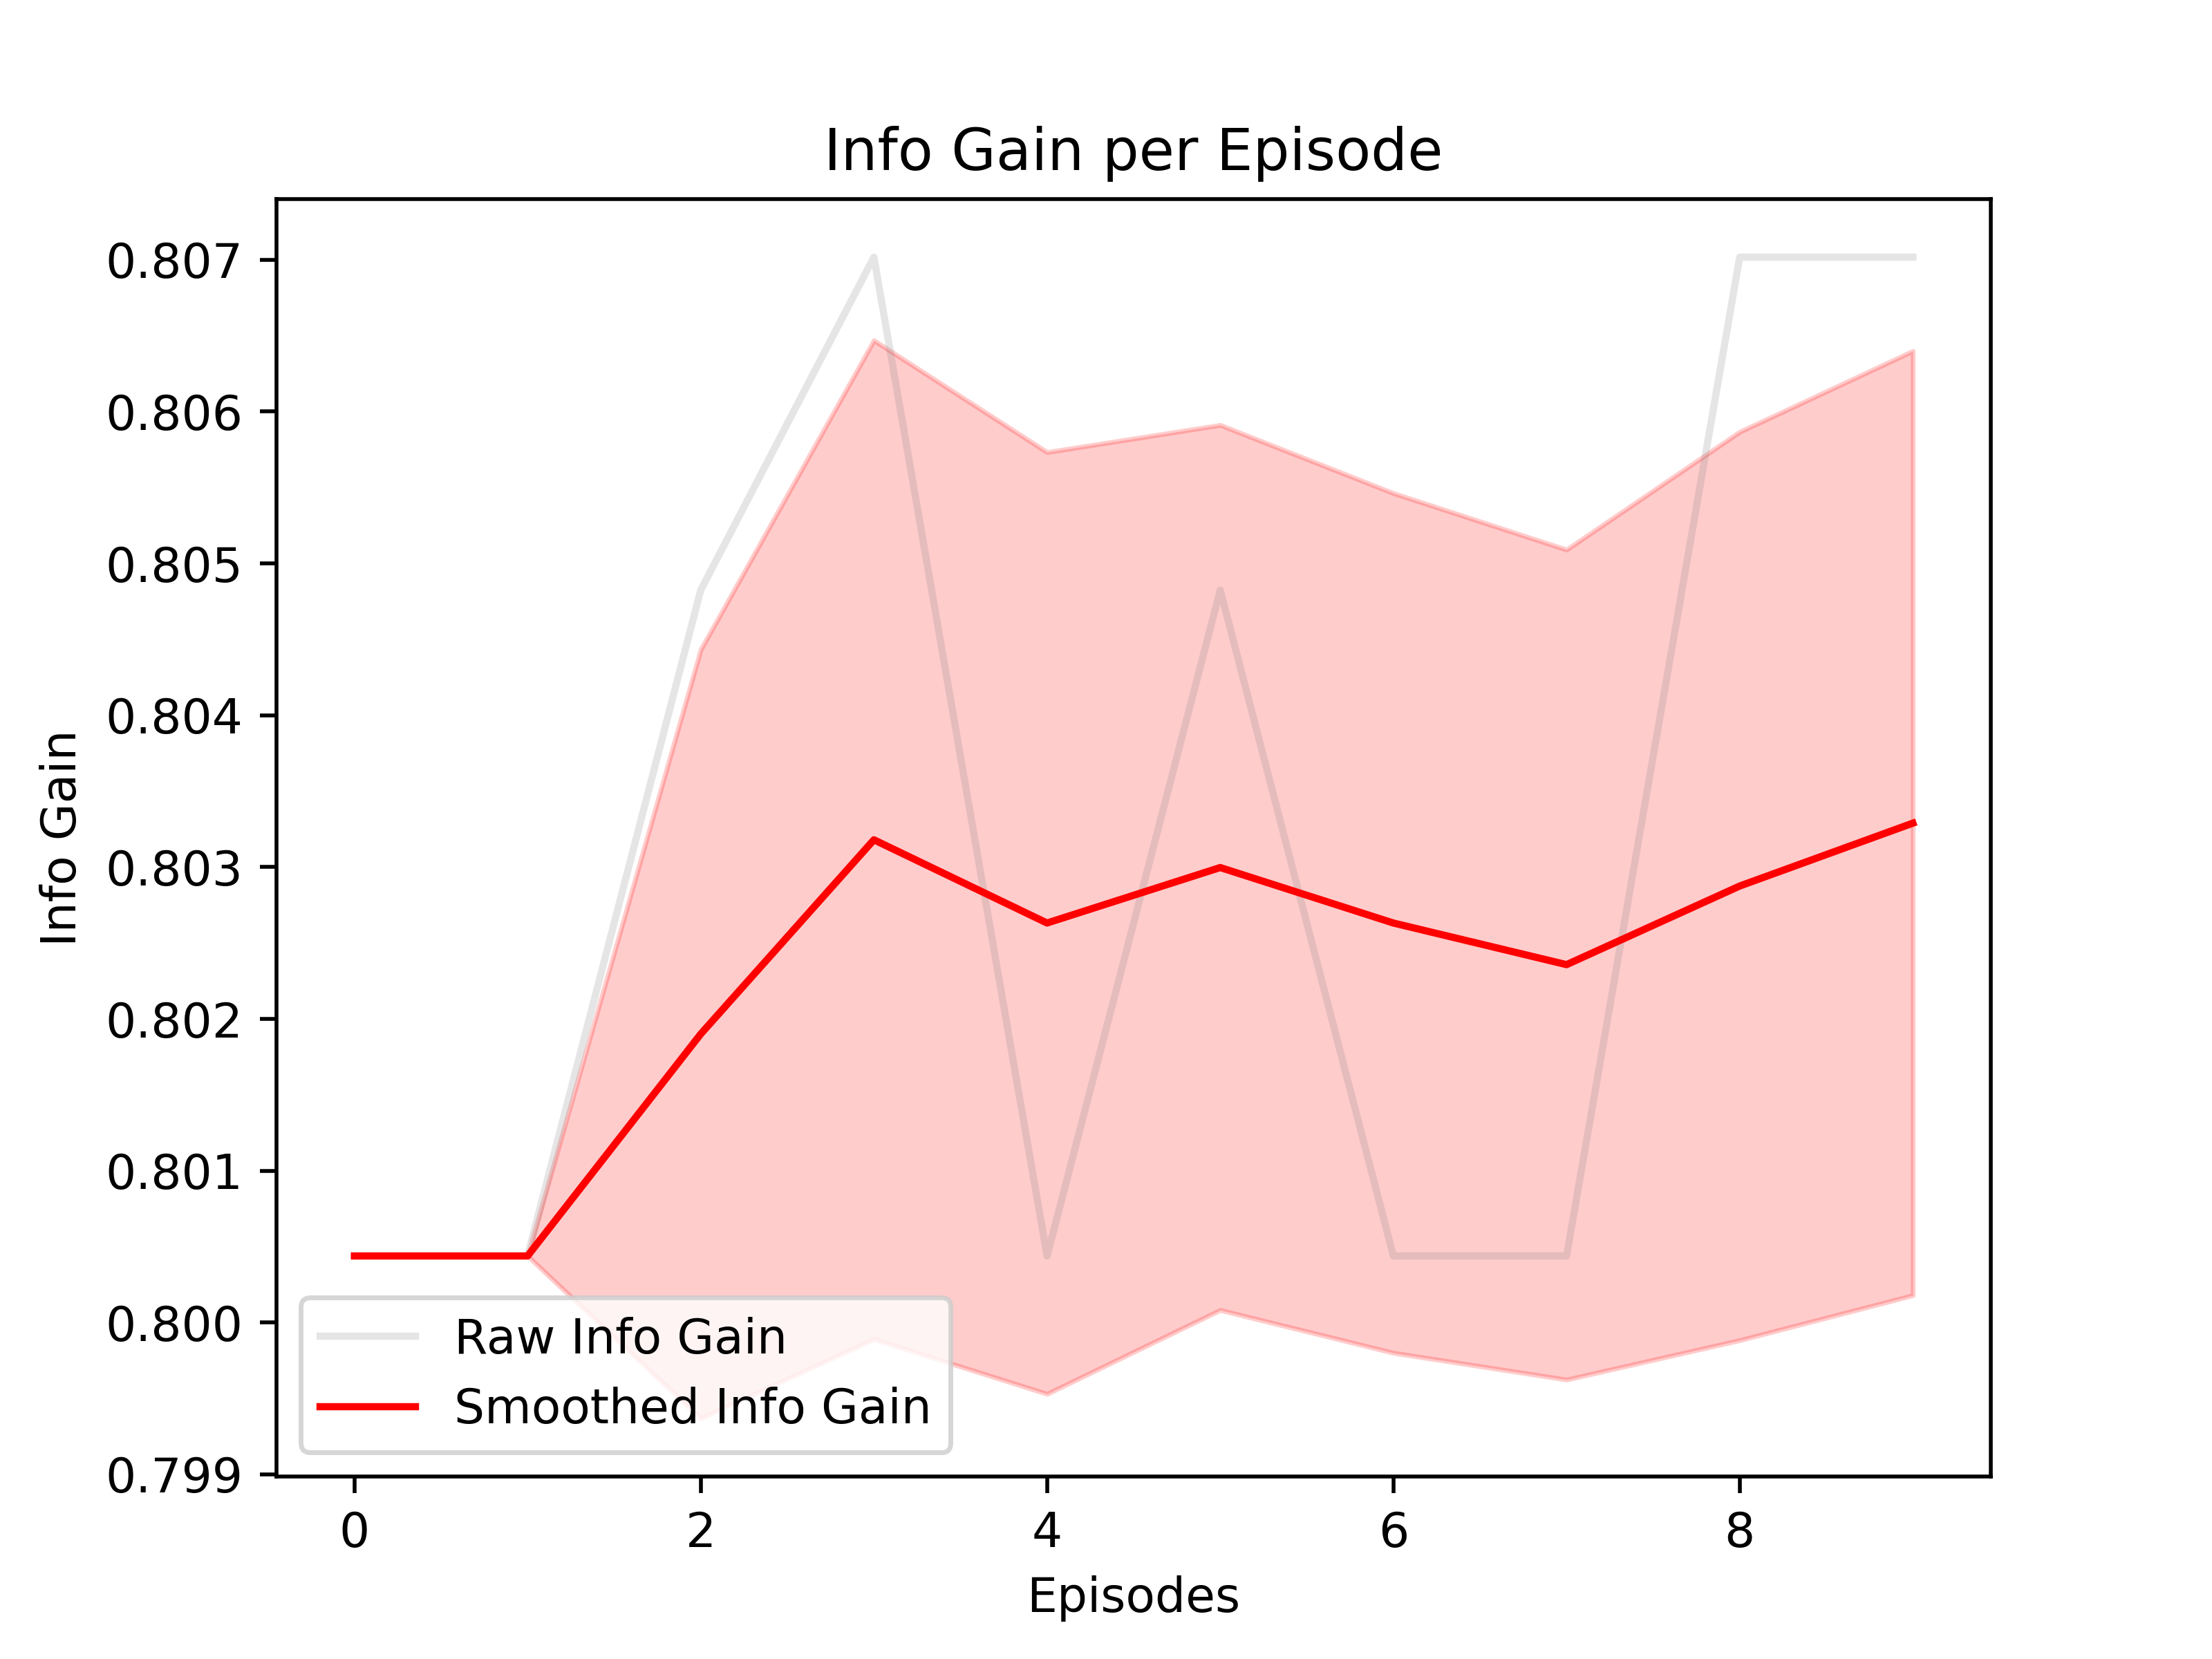 Info Gain per Episode
Info Gain
0.807
0.806
0.805
0.804
0.803
0.802
0.801
0.800
0.799
Raw Info Gain
Smoothed Info Gain
0 2 4 6 8
Episodes